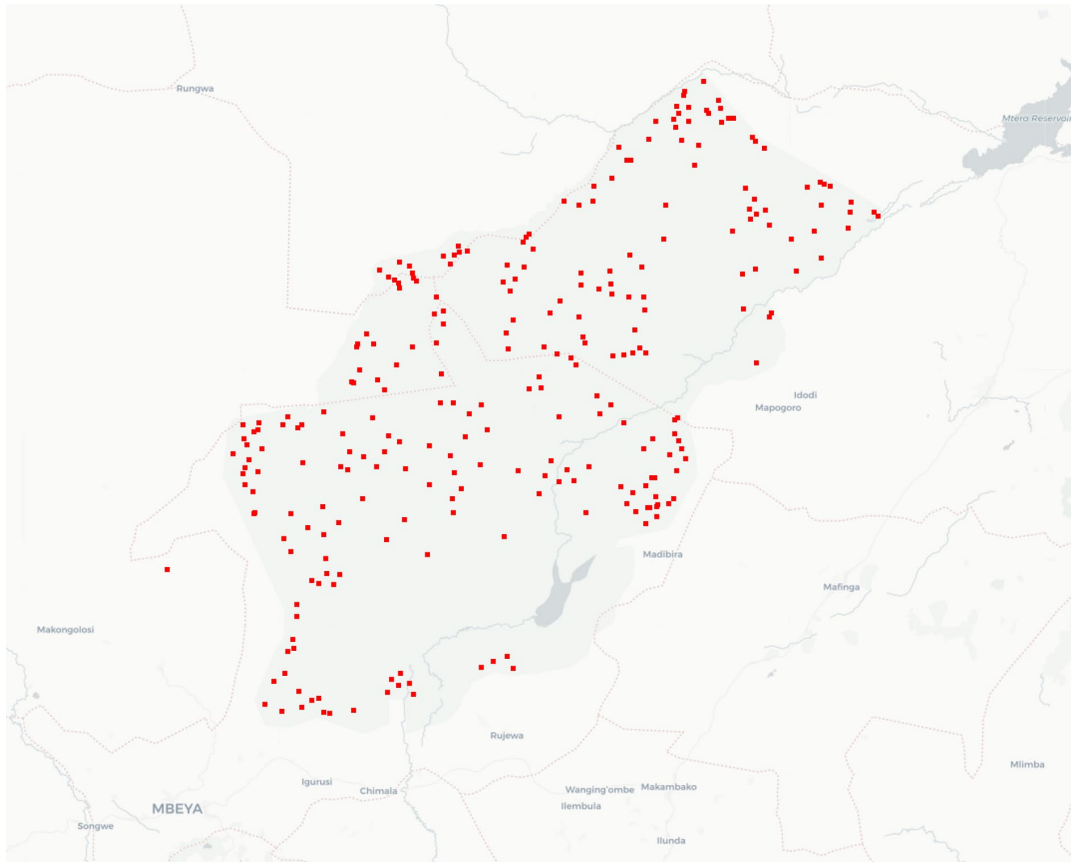 Rungwa
Mtera Reservoir
Idodi
Mapogoro
Madibira
Mafinga
Makongolosi
Rujewa
Mlimba
Igurusi
Chimala
Wanging'ombe
Makambako
MBEYA
Ilembula
Songwe
Ilunda